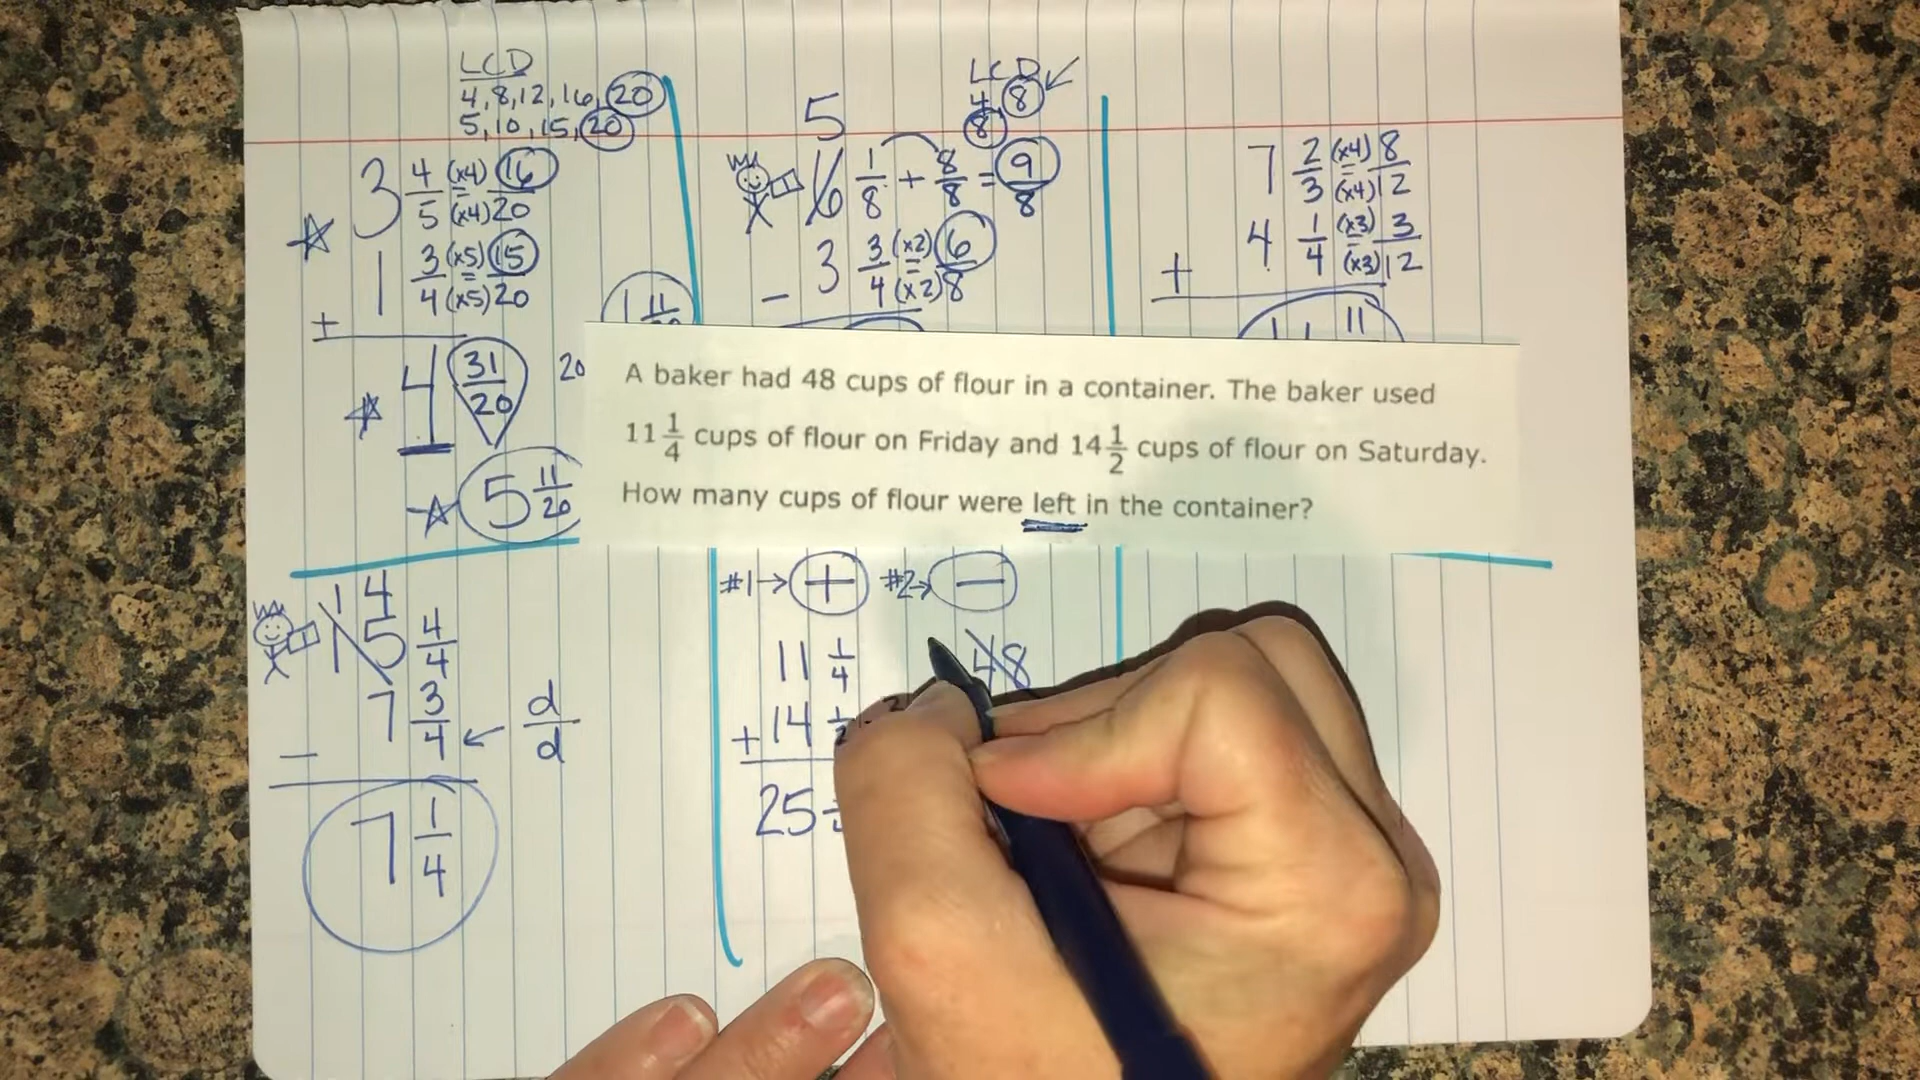 LCD
4, 8, 12, 16, 20
5, 10, 15, 20
3 4/5 (x4) = (x4) 16/20
1 3/4 (x5) = (x5) 15/20
+
4 31/20
20
1 11
5 11/20
LCD
4, 8
8
5
6 1/8 + 8/8 = 9/8
- 3 3/4 (x2) = (x2) 6/8
7 2/3 (x4) = (x4) 8/12
+ 4 1/4 (x3) = (x3) 3/12
11 11
A baker had 48 cups of flour in a container. The baker used
11 1/4 cups of flour on Friday and 14 1/2 cups of flour on Saturday.
How many cups of flour were left in the container?
14
15 4/4
- 7 3/4
d/d
7 1/4
#1→ + #2→ −
11 1/4
+ 14 1/2
25
48